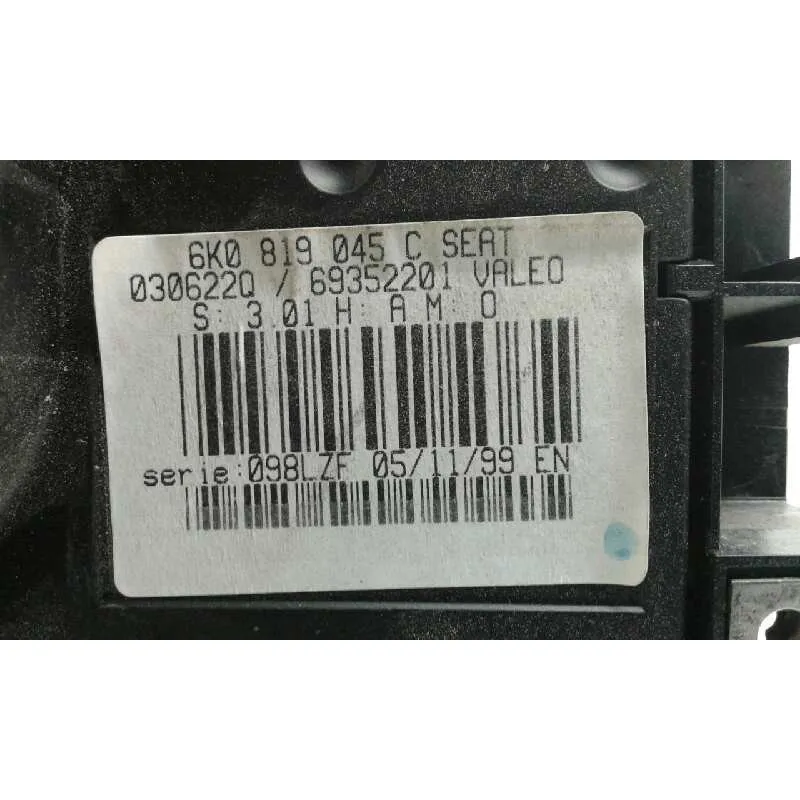 6K0 819 045 C SEAT
030622Q / 69352201 VALEO
S: 3.01 H: A M: 0
serie:098LZF 05/11/99 EN